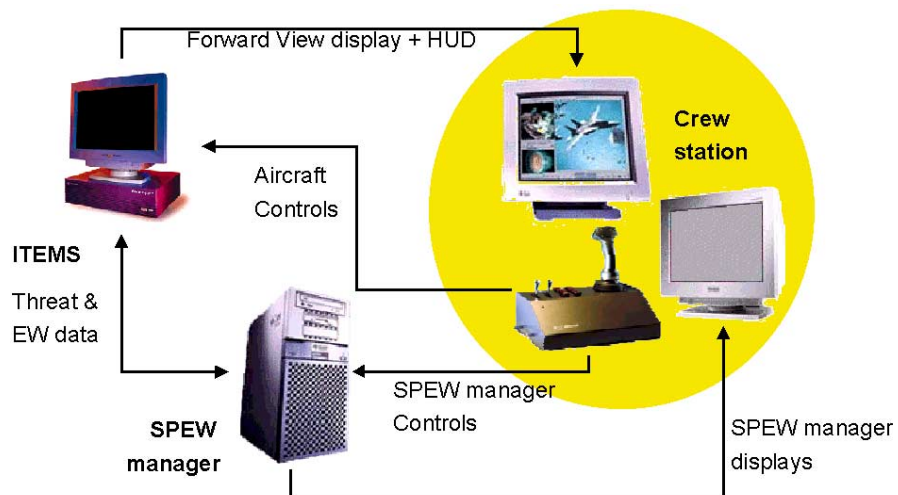 Forward View display + HUD
Crew
station
Aircraft
Controls
ITEMS
Threat &
EW data
SPEW manager
Controls
SPEW
manager
SPEW manager
displays